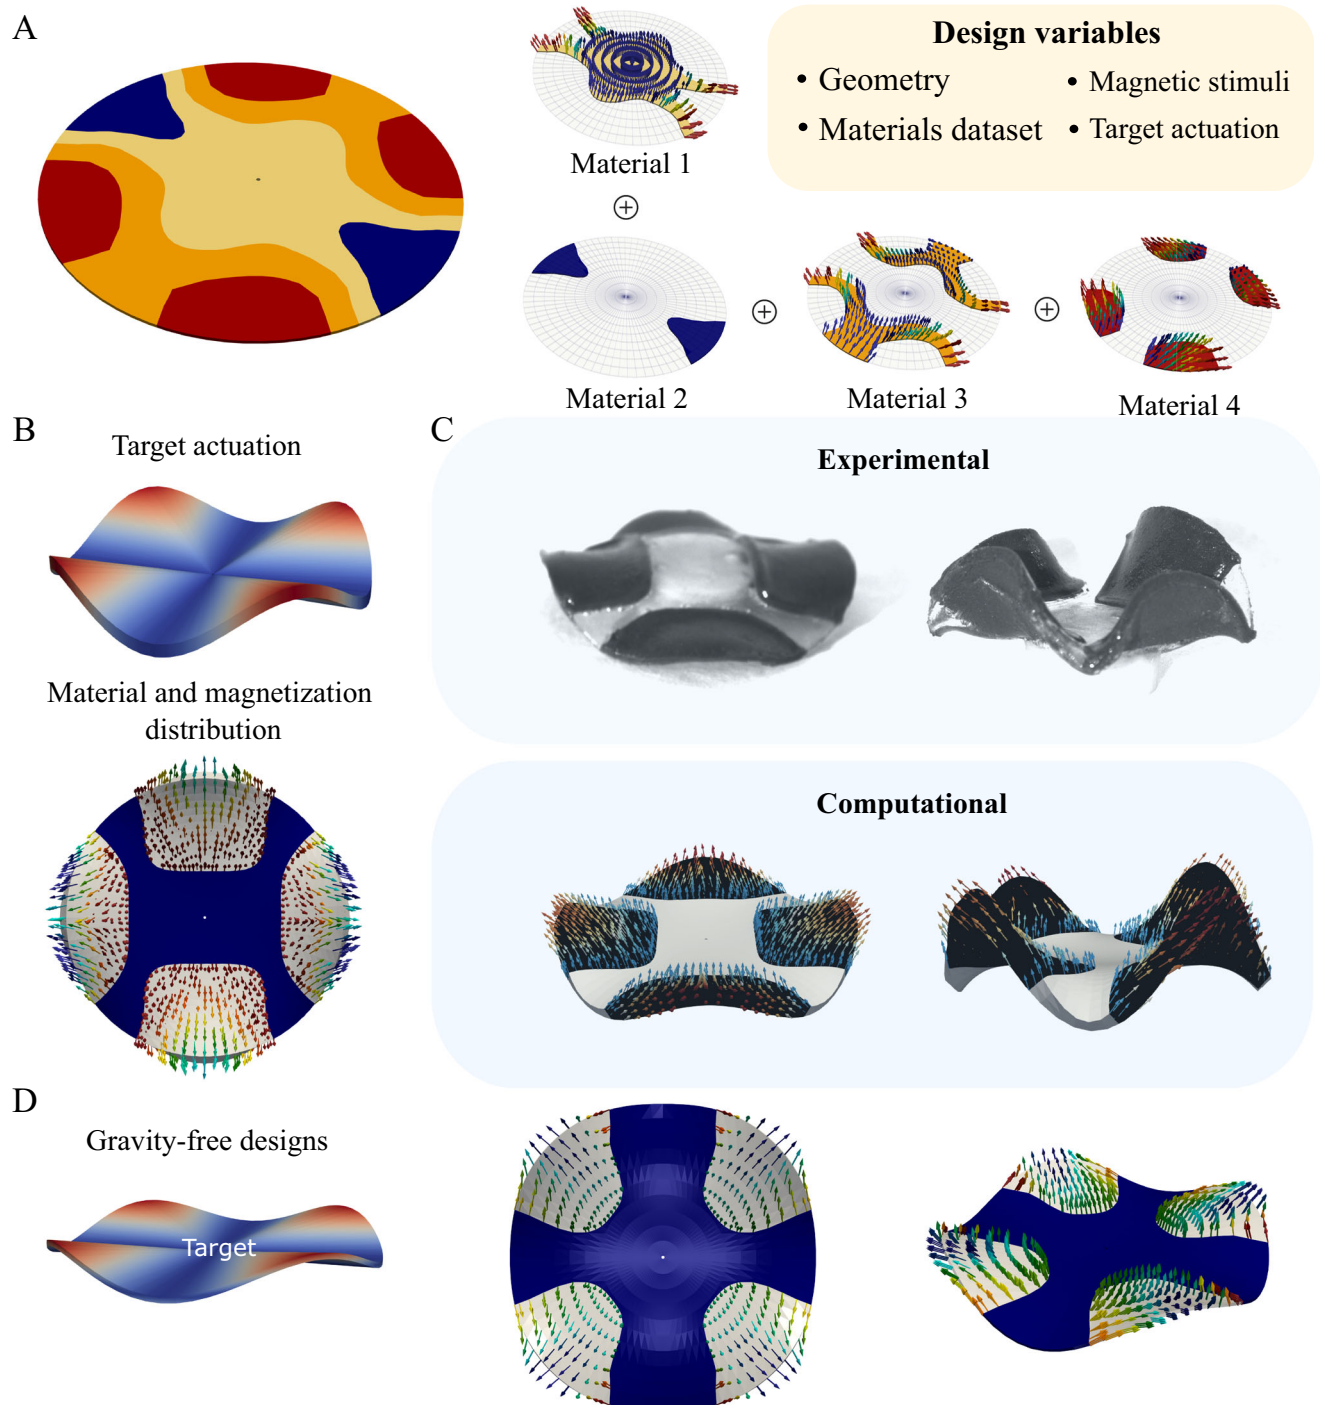 A
Design variables
• Geometry
• Magnetic stimuli
• Materials dataset
• Target actuation
Material 1
Material 2
Material 3
Material 4
B
Target actuation
Material and magnetization
distribution
C
Experimental
Computational
D
Gravity-free designs
Target